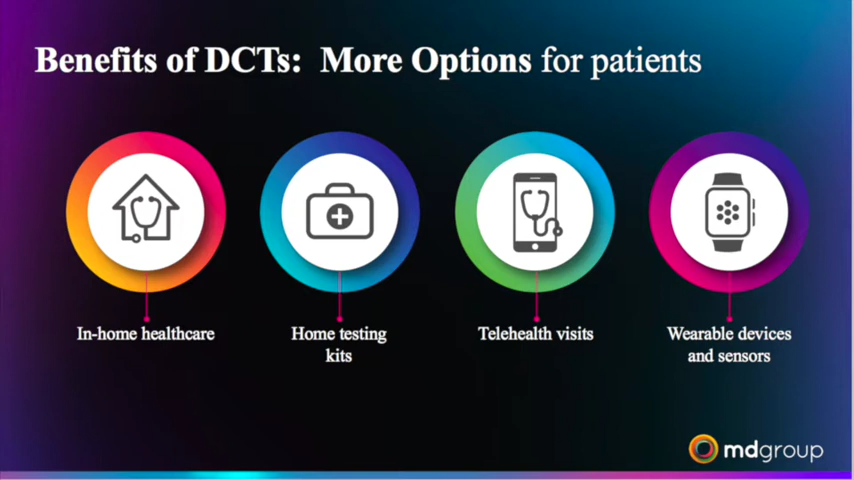 Benefits of DCTs: More Options for patients
In-home healthcare
Home testing
kits
Telehealth visits
Wearable devices
and sensors
mdgroup